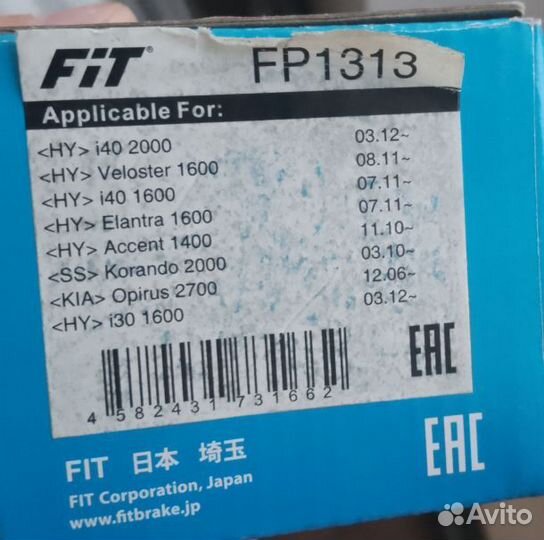 FiT® FP1313
Applicable For:
<HY> i40 2000 03.12~
<HY> Veloster 1600 08.11~
<HY> i40 1600 07.11~
<HY> Elantra 1600 07.11~
<HY> Accent 1400 11.10~
<SS> Korando 2000 03.10~
<KIA> Opirus 2700 12.06~
<HY> i30 1600 03.12~
EAC
4 582431 731662
EAC
FIT 日本 埼玉
FIT Corporation, Japan
www.fitbrake.jp
Avito